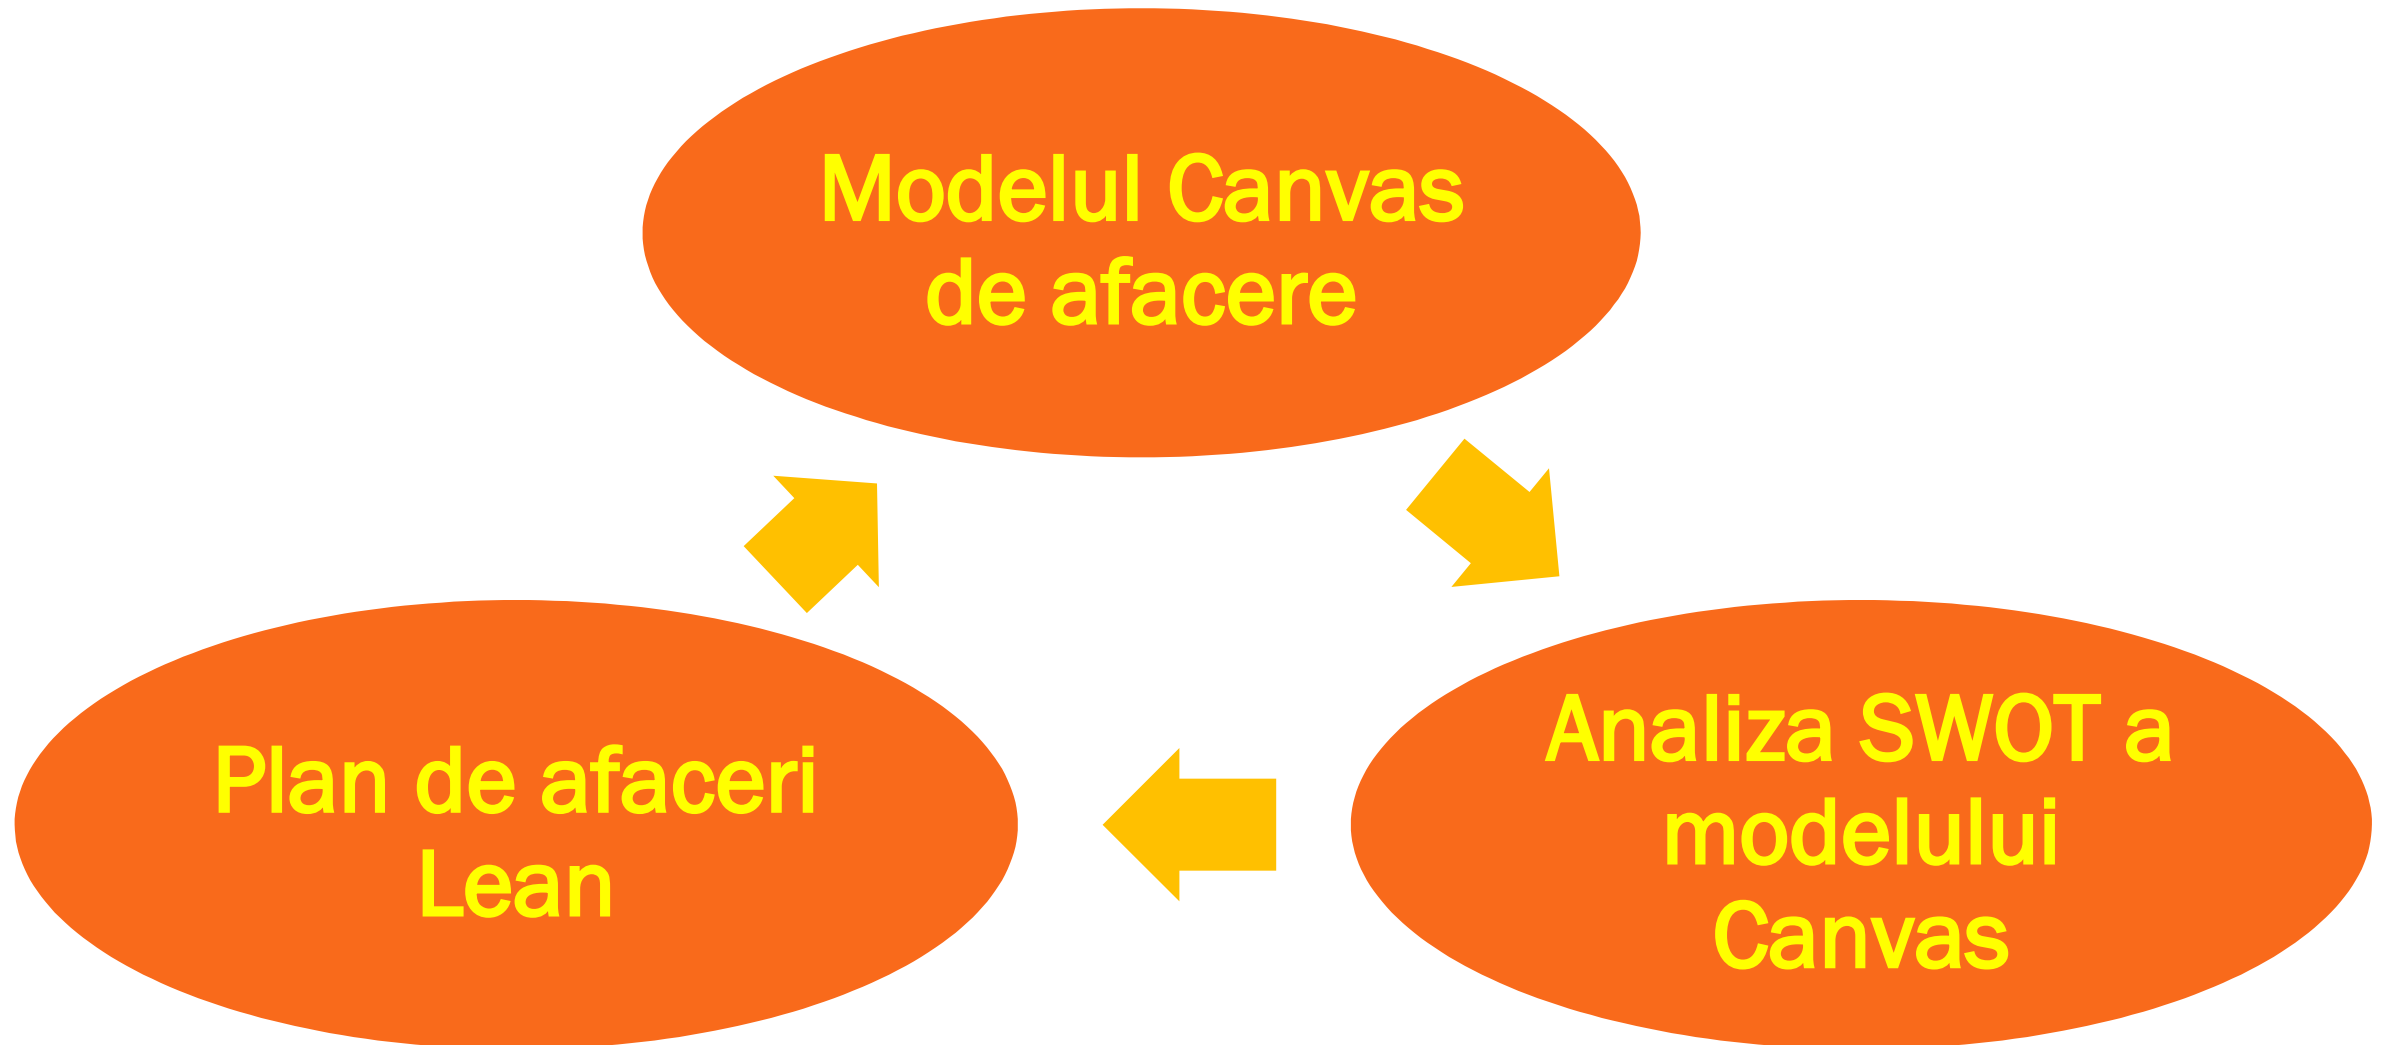 Modelul Canvas
de afacere
Analiza SWOT a
modelului
Canvas
Plan de afaceri
Lean